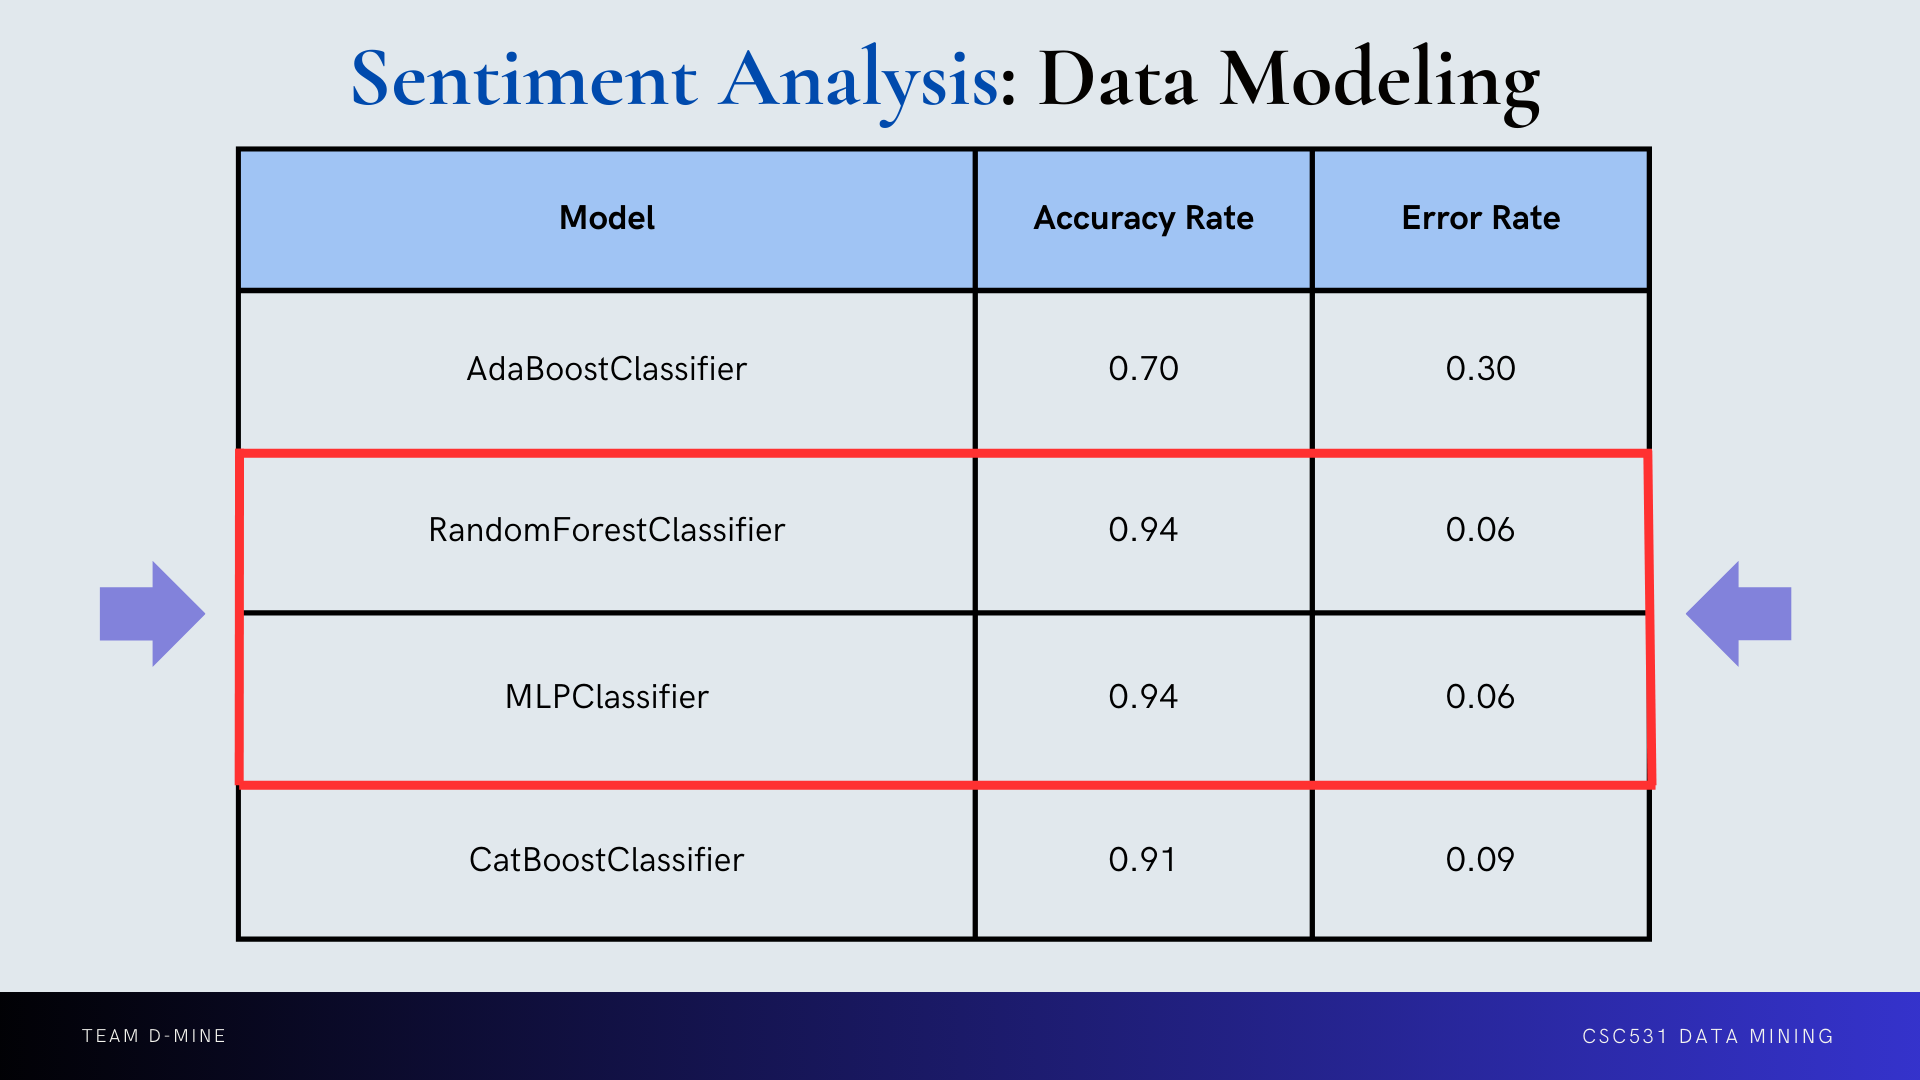 Sentiment Analysis: Data Modeling
Model Accuracy Rate Error Rate
AdaBoostClassifier 0.70 0.30
RandomForestClassifier 0.94 0.06
MLPClassifier 0.94 0.06
CatBoostClassifier 0.91 0.09
TEAM D-MINE CSC531 DATA MINING